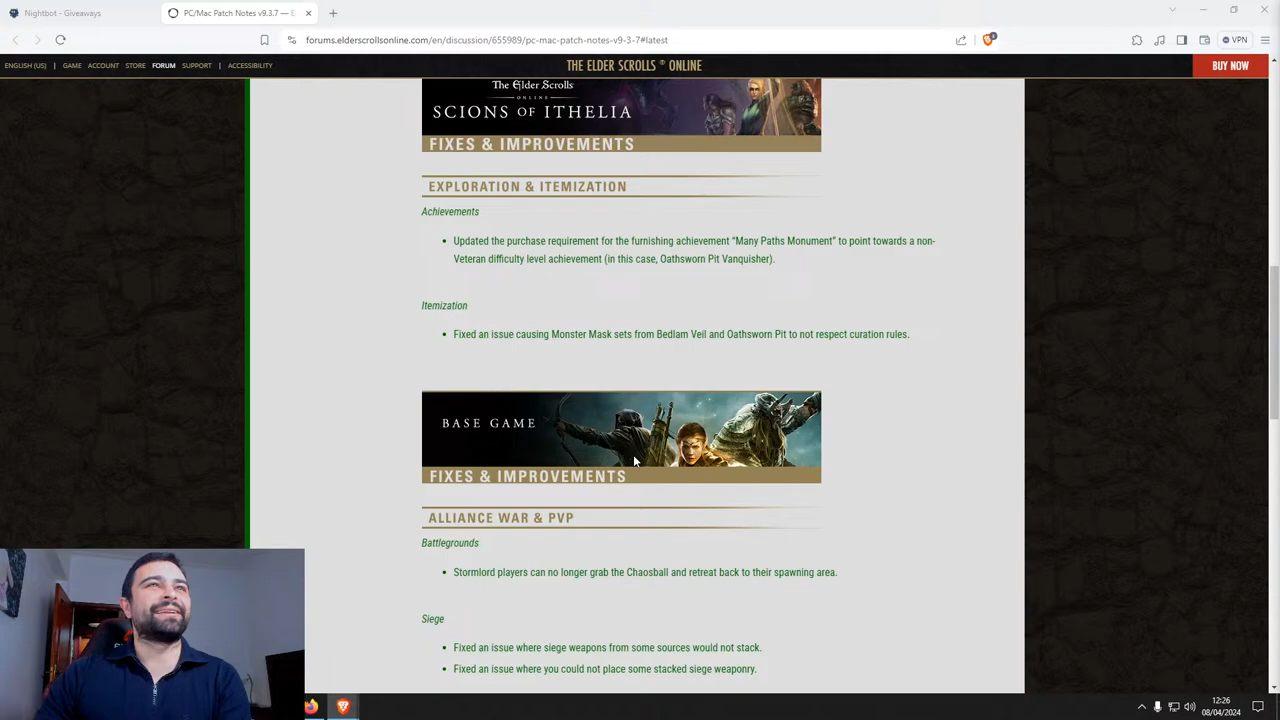 Nightbot - Giveaways
PC/Mac Patch Notes v9.3.7 — E
forums.elderscrollsonline.com/en/discussion/655989/pc-mac-patch-notes-v9-3-7#latest
VPN
ENGLISH (US) GAME ACCOUNT STORE FORUM SUPPORT ACCESSIBILITY
THE ELDER SCROLLS ® ONLINE
BUY NOW
The Elder Scrolls
ONLINE
SCIONS OF ITHELIA
FIXES & IMPROVEMENTS
EXPLORATION & ITEMIZATION
Achievements
• Updated the purchase requirement for the furnishing achievement “Many Paths Monument” to point towards a non-
Veteran difficulty level achievement (in this case, Oathsworn Pit Vanquisher).
Itemization
• Fixed an issue causing Monster Mask sets from Bedlam Veil and Oathsworn Pit to not respect curation rules.
BASE GAME
FIXES & IMPROVEMENTS
ALLIANCE WAR & PVP
Battlegrounds
• Stormlord players can no longer grab the Chaosball and retreat back to their spawning area.
Siege
• Fixed an issue where siege weapons from some sources would not stack.
• Fixed an issue where you could not place some stacked siege weaponry.
12:26
08/04/2024